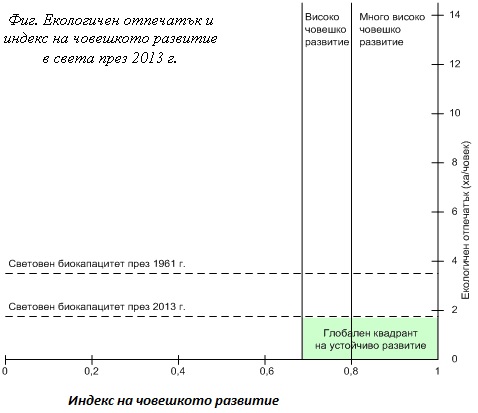 Фиг. Екологичен отпечатък и
индекс на човешкото развитие
в света през 2013 г.
Високо
човешко
развитие
Много високо
човешко
развитие
14
12
10
8
6
4
2
0
Екологичен отпечатък (ха/човек)
Световен биокапацитет през 1961 г.
Световен биокапацитет през 2013 г.
Глобален квадрант
на устойчиво развитие
0
0,2
0,4
0,6
0,8
1
Индекс на човешкото развитие